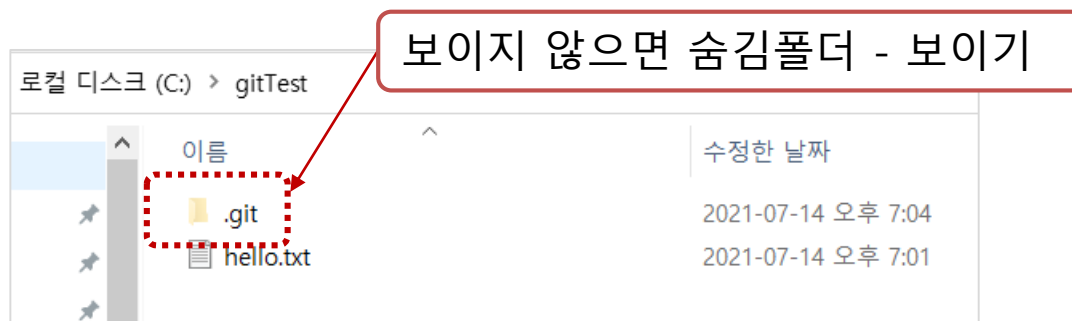 보이지 않으면 숨김폴더 - 보이기
로컬 디스크 (C:) > gitTest
이름 수정한 날짜
.git 2021-07-14 오후 7:04
hello.txt 2021-07-14 오후 7:01